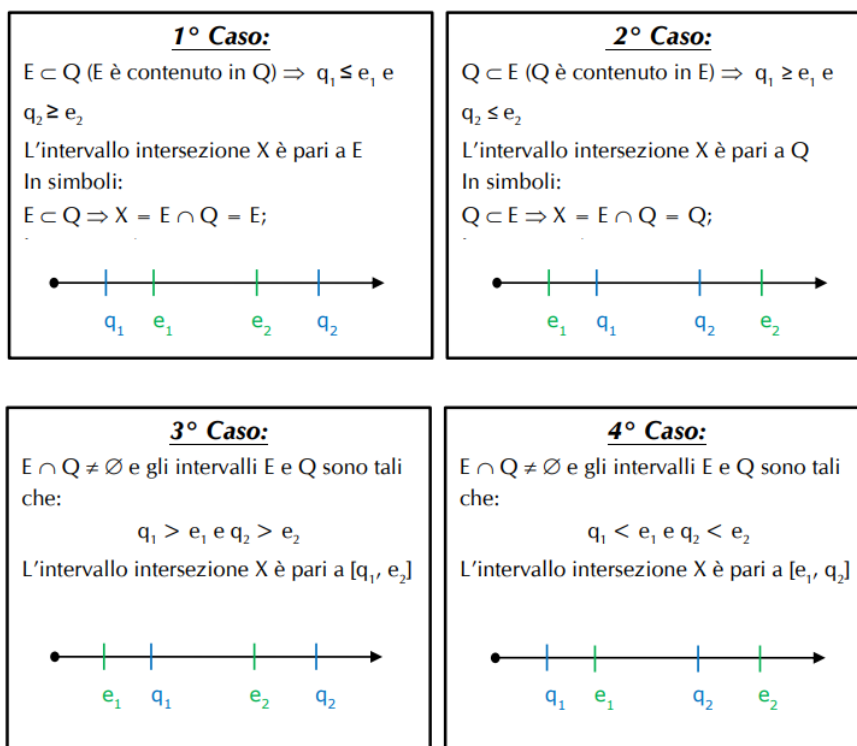 1° Caso:
E ⊂ Q (E è contenuto in Q) ⇒ q₁ ≤ e₁ e
q₂ ≥ e₂
L'intervallo intersezione X è pari a E
In simboli:
E ⊂ Q ⇒ X = E ∩ Q = E;
q₁ e₁ e₂ q₂
2° Caso:
Q ⊂ E (Q è contenuto in E) ⇒ q₁ ≥ e₁ e
q₂ ≤ e₂
L'intervallo intersezione X è pari a Q
In simboli:
Q ⊂ E ⇒ X = E ∩ Q = Q;
e₁ q₁ q₂ e₂
3° Caso:
E ∩ Q ≠ ∅ e gli intervalli E e Q sono tali
che:
q₁ > e₁ e q₂ > e₂
L'intervallo intersezione X è pari a [q₁, e₂]
e₁ q₁ e₂ q₂
4° Caso:
E ∩ Q ≠ ∅ e gli intervalli E e Q sono tali
che:
q₁ < e₁ e q₂ < e₂
L'intervallo intersezione X è pari a [e₁, q₂]
q₁ e₁ q₂ e₂